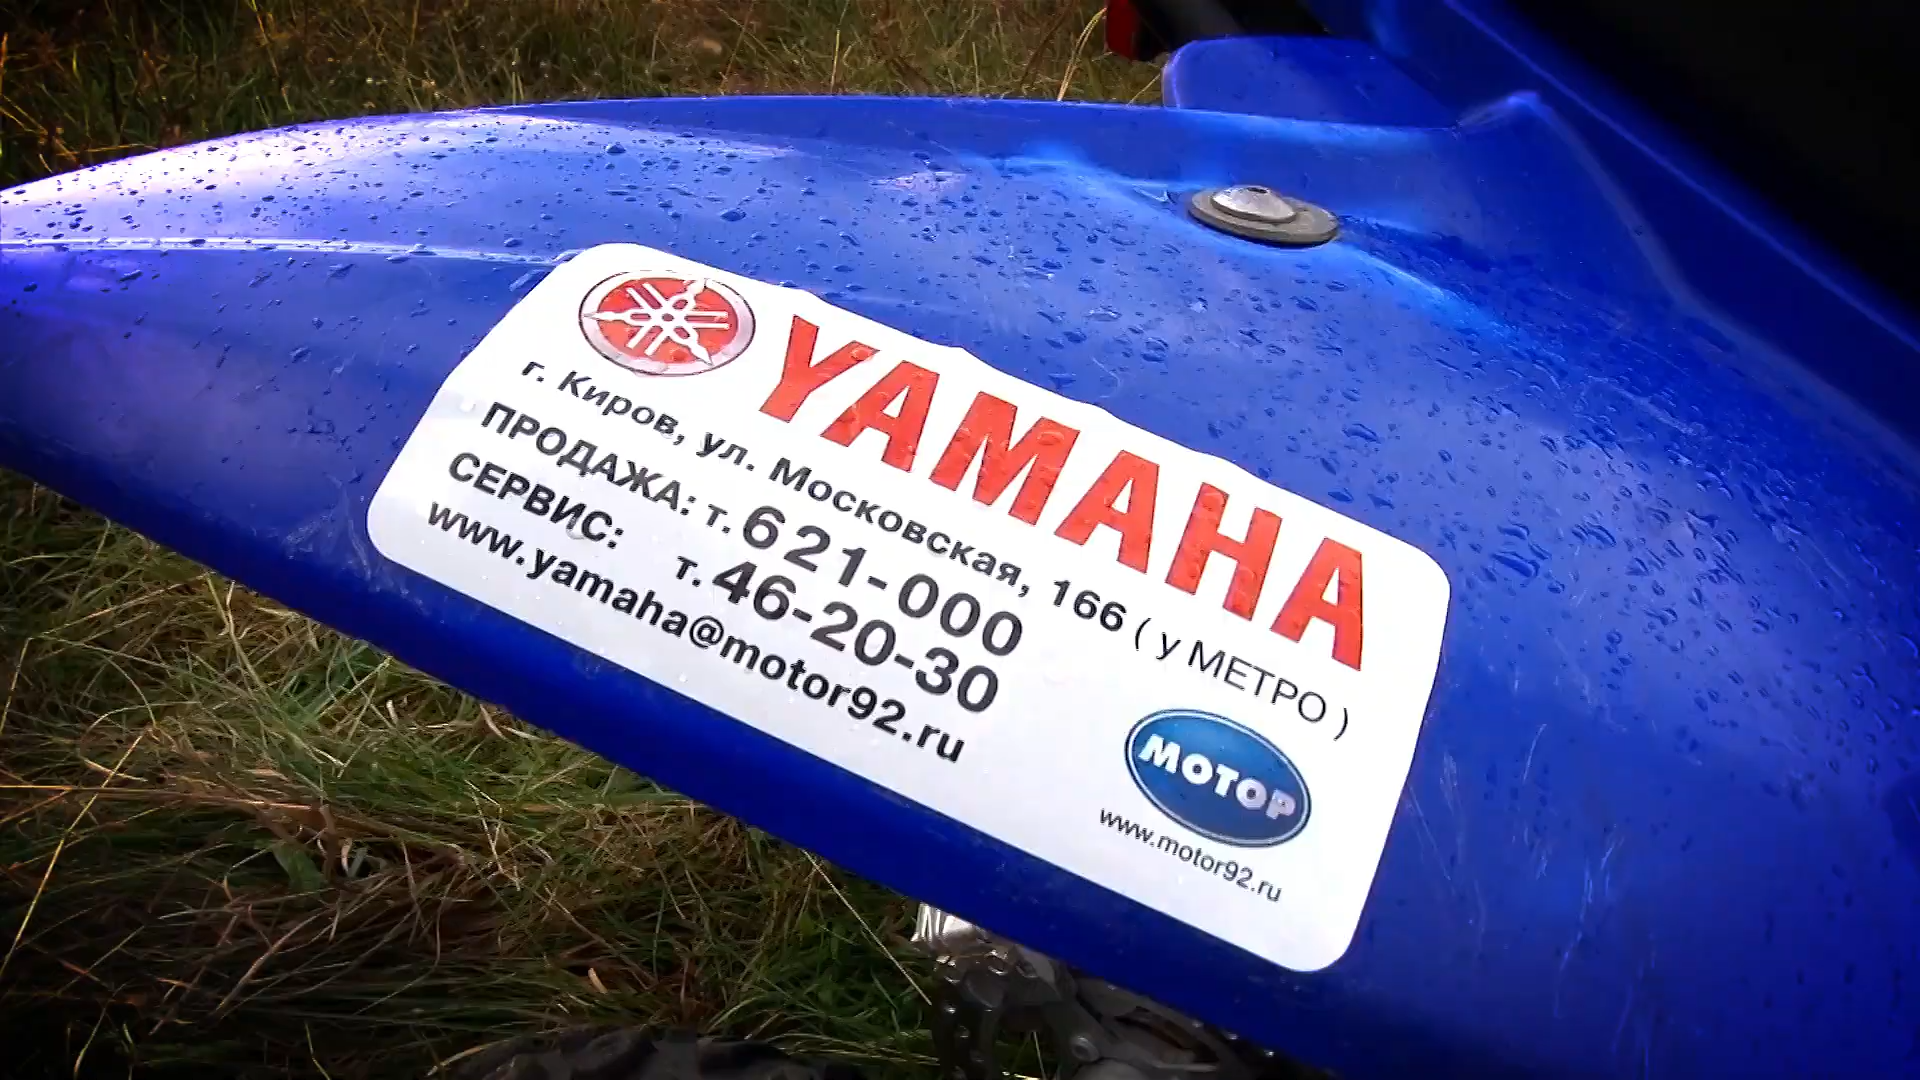 YAMAHA
г. Киров, ул. Московская, 166 ( у МЕТРО )
ПРОДАЖА: т. 621-000
СЕРВИС: т. 46-20-30
www.yamaha@motor92.ru
МОТОР
www.motor92.ru